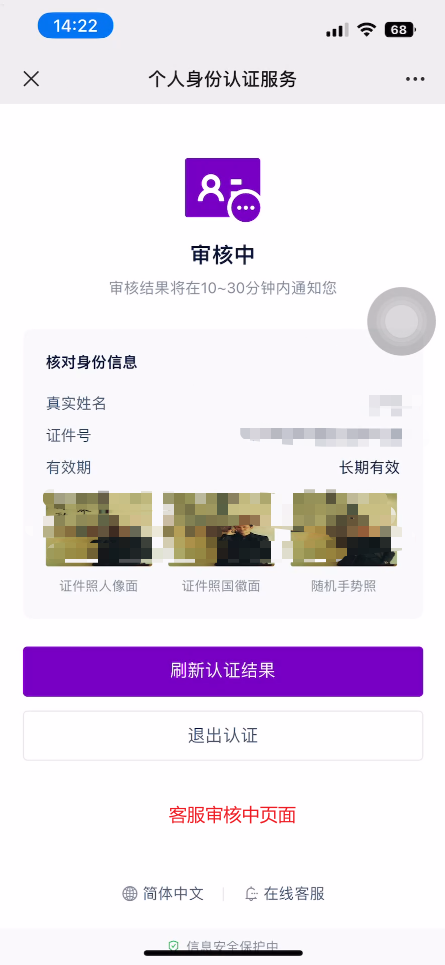 14:22
68
个人身份认证服务
审核中
审核结果将在10~30分钟内通知您
核对身份信息
真实姓名
证件号
有效期 长期有效
证件照人像面 证件照国徽面 随机手势照
刷新认证结果
退出认证
客服审核中页面
简体中文 在线客服
信息安全保护中